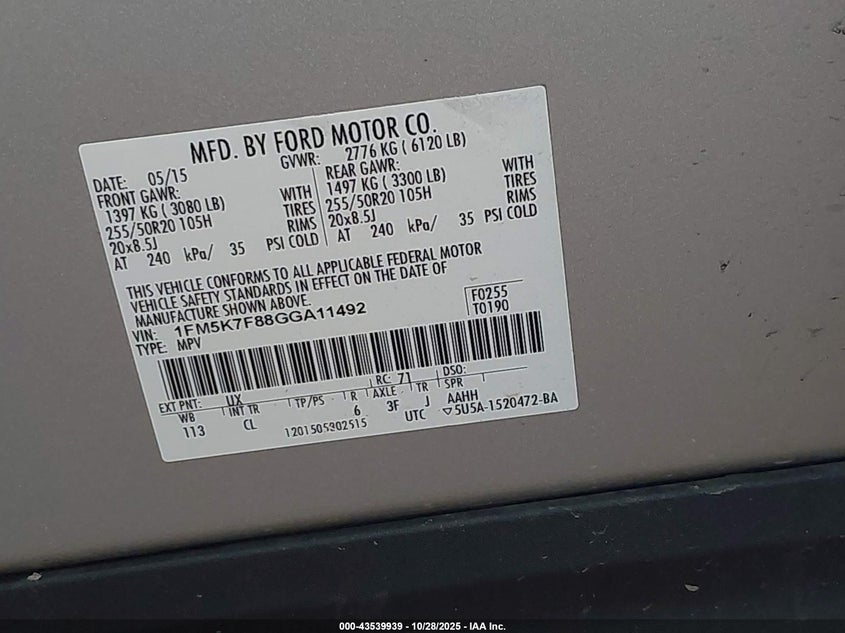 MFD. BY FORD MOTOR CO.
DATE: 05/15 GVWR: 2776 KG ( 6120 LB)
FRONT GAWR: REAR GAWR:
1397 KG ( 3080 LB) WITH 1497 KG ( 3300 LB) WITH
255/50R20 105H TIRES 255/50R20 105H TIRES
20x8.5J RIMS 20x8.5J RIMS
AT 240 kPa/ 35 PSI COLD AT 240 kPa/ 35 PSI COLD
THIS VEHICLE CONFORMS TO ALL APPLICABLE FEDERAL MOTOR
VEHICLE SAFETY STANDARDS IN EFFECT ON THE DATE OF
MANUFACTURE SHOWN ABOVE.
VIN: 1FM5K7F88GGA11492 F0255
TYPE: MPV T0190
EXT PNT: UX RC: 71 DSO:
WB INT TR TP/PS R AXLE TR SPR
113 CL 6 3F J AAHH
1201505302515 UTC ▽5U5A-1520472-BA
000-43539939 - 10/28/2025 - IAA Inc.